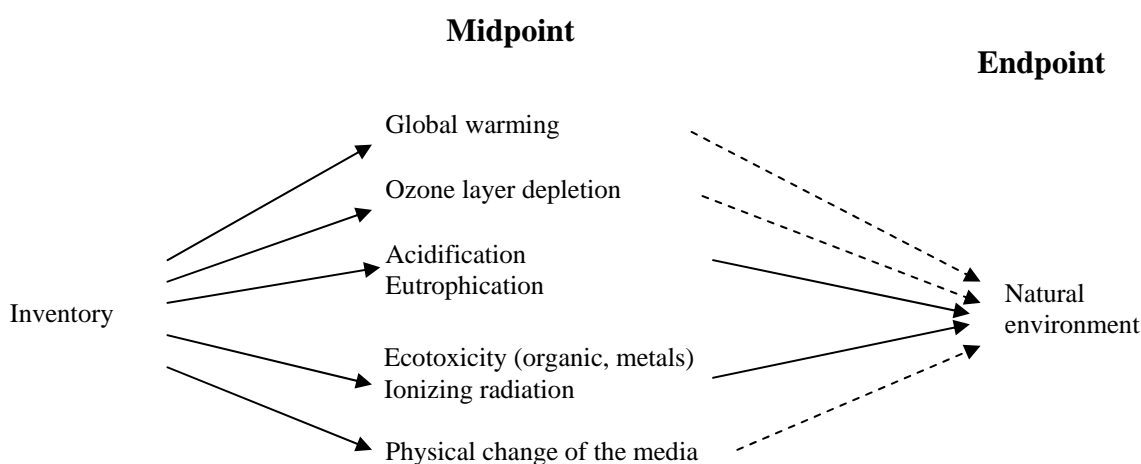 Midpoint
Endpoint
Global warming
Ozone layer depletion
Acidification
Eutrophication
Inventory
Natural
environment
Ecotoxicity (organic, metals)
Ionizing radiation
Physical change of the media